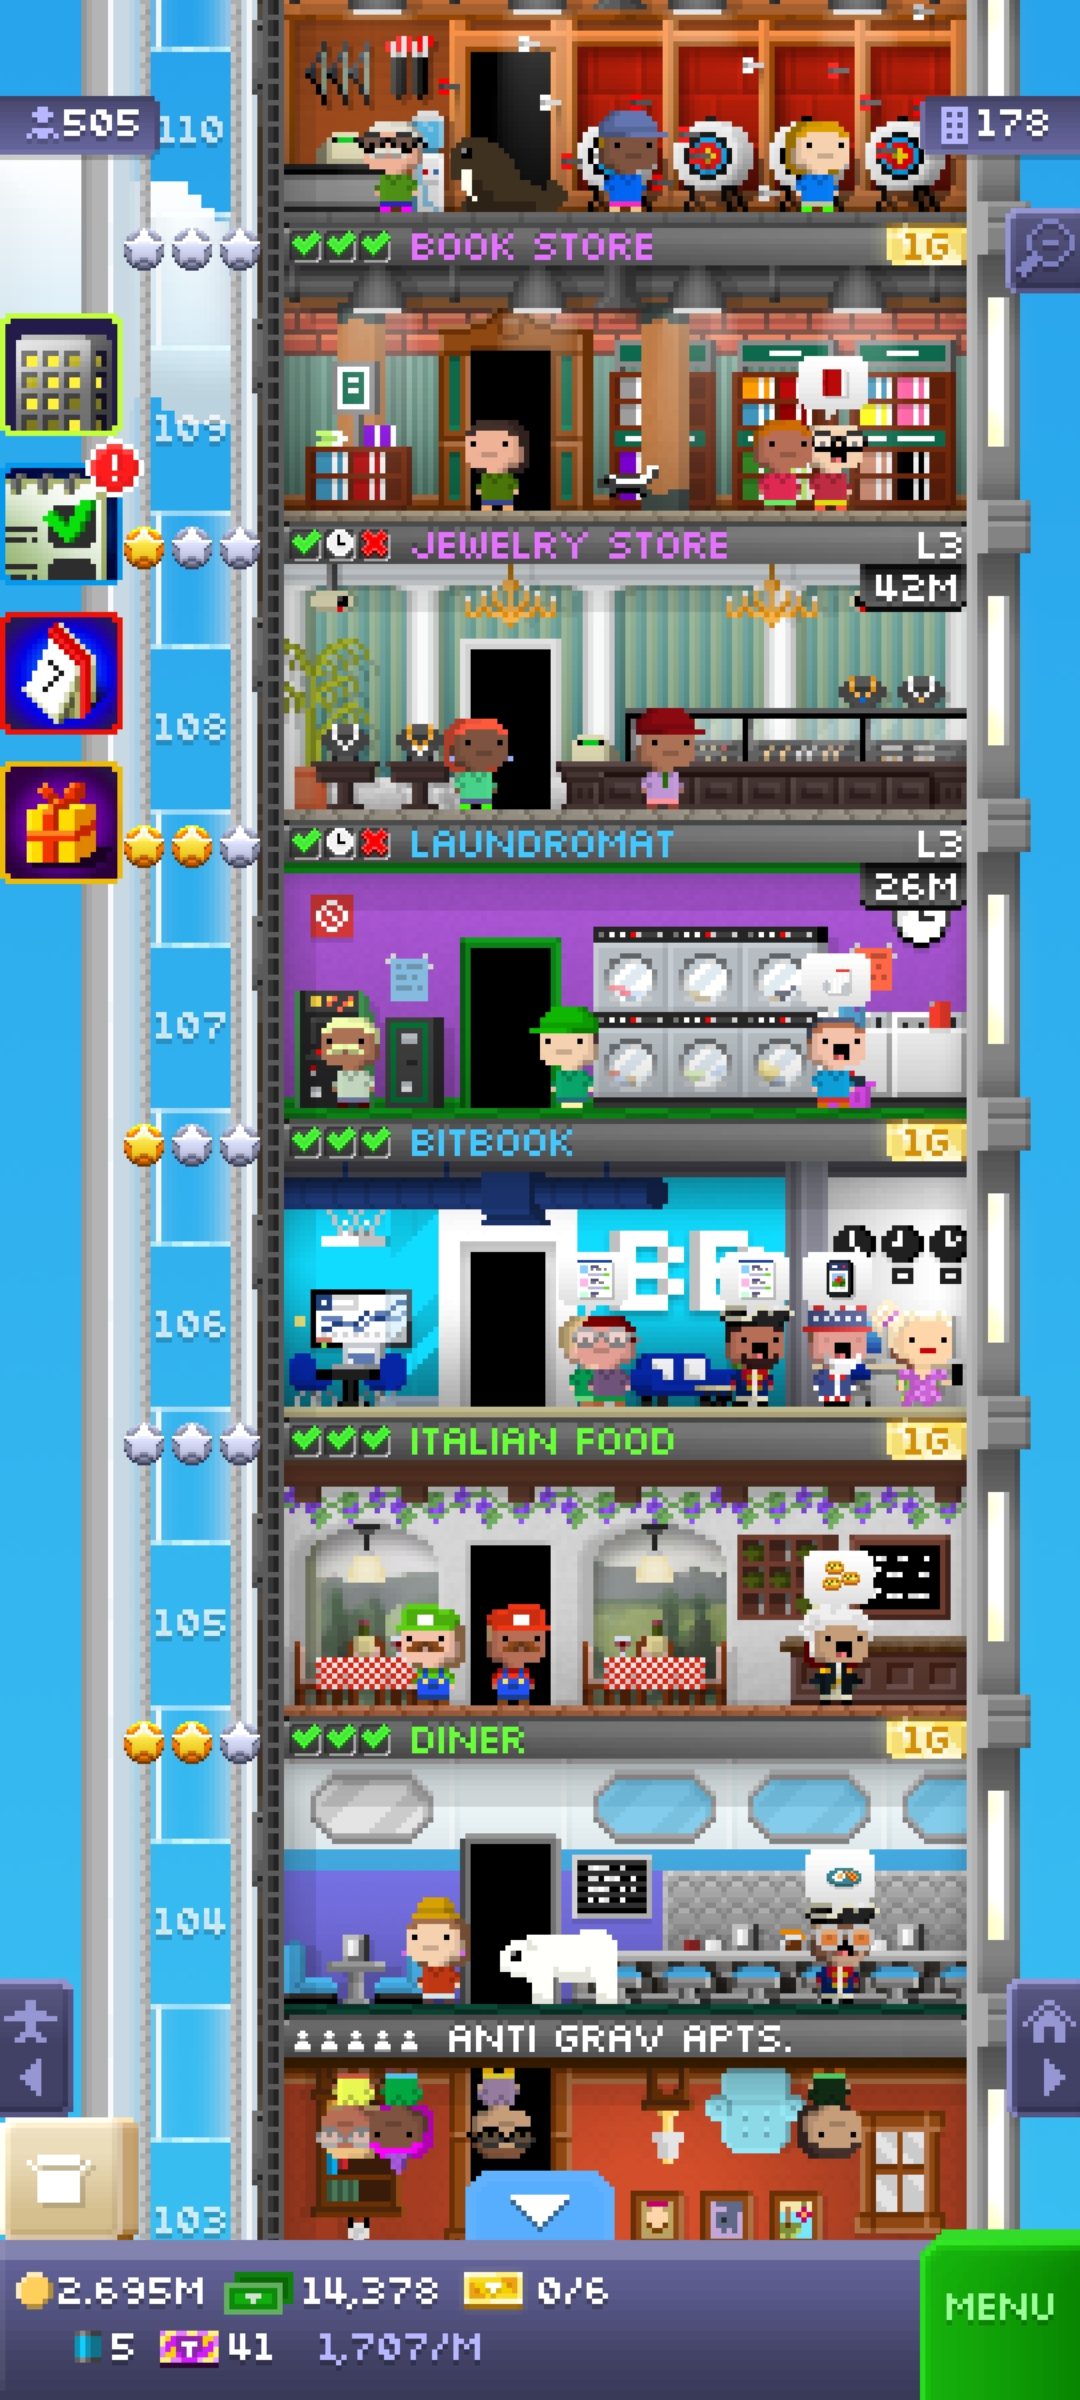 505
110
178
BOOK STORE 1G
109
JEWELRY STORE L3
42M
108
LAUNDROMAT L3
26M
107
BITBOOK 1G
BB
106
ITALIAN FOOD 1G
105
DINER 1G
104
ANTI GRAV APTS.
103
2.695M 14,378 0/6
5 41 1,707/M
MENU